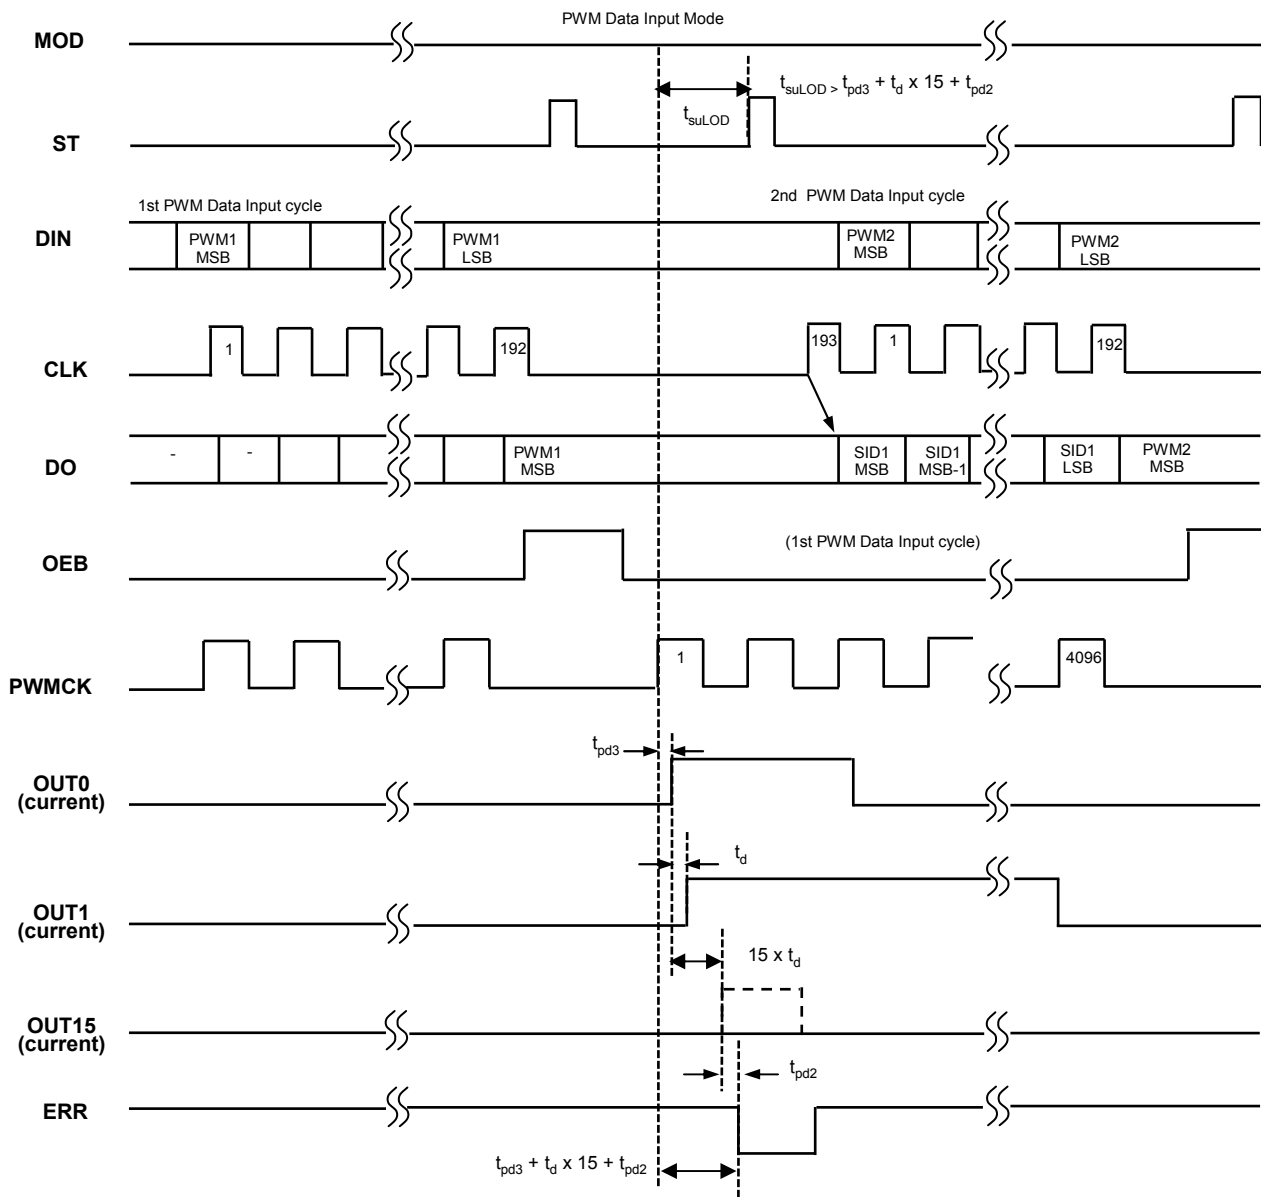 PWM Data Input Mode
MOD
t_suLOD > t_pd3 + t_d x 15 + t_pd2
t_suLOD
ST
1st PWM Data Input cycle
2nd PWM Data Input cycle
DIN
PWM1
MSB
PWM1
LSB
PWM2
MSB
PWM2
LSB
CLK
1
192
193
1
192
DO
-
-
PWM1
MSB
SID1
MSB
SID1
MSB-1
SID1
LSB
PWM2
MSB
OEB
(1st PWM Data Input cycle)
PWMCK
1
4096
t_pd3
OUT0
(current)
t_d
OUT1
(current)
15 x t_d
OUT15
(current)
t_pd2
ERR
t_pd3 + t_d x 15 + t_pd2